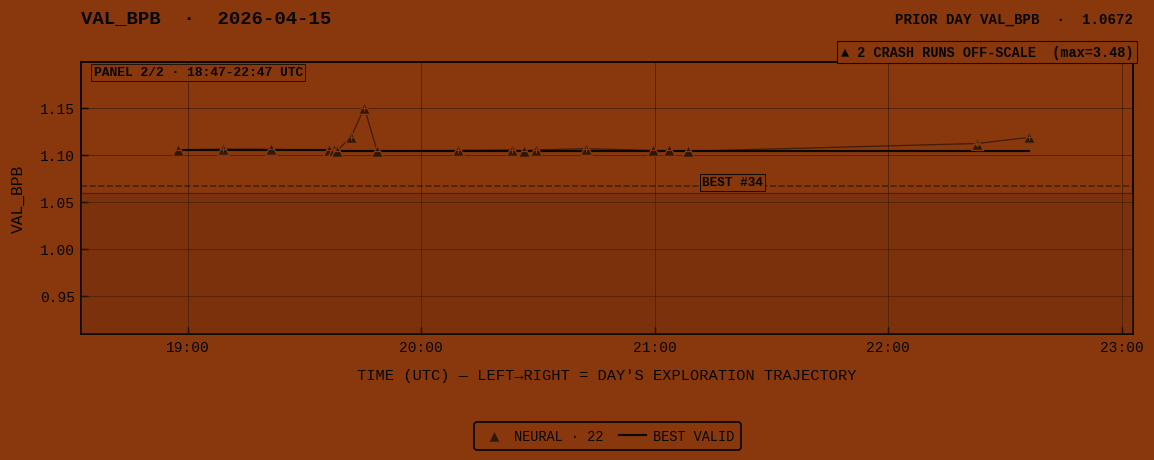 VAL_BPB · 2026-04-15
PRIOR DAY VAL_BPB · 1.0672
▲ 2 CRASH RUNS OFF-SCALE (max=3.48)
PANEL 2/2 · 18:47-22:47 UTC
1.15
1.10
1.05
1.00
0.95
VAL_BPB
BEST #34
19:00 20:00 21:00 22:00 23:00
TIME (UTC) — LEFT→RIGHT = DAY'S EXPLORATION TRAJECTORY
▲ NEURAL · 22 BEST VALID